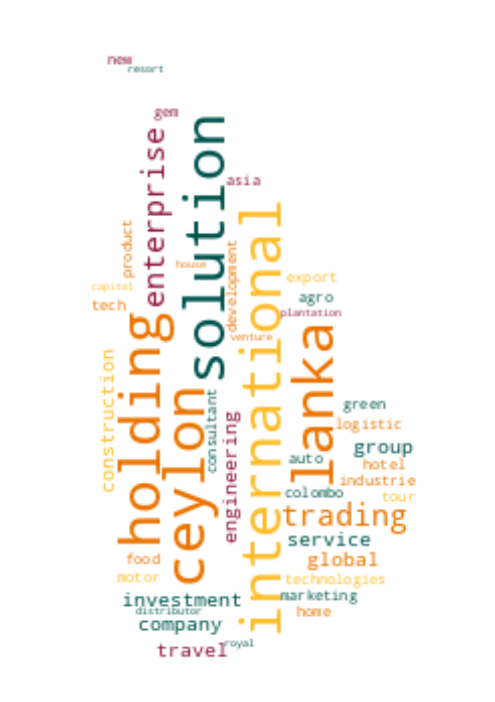 new
resort
gem
enterprise
solution
asia
international
product
house
development
export
capital
agro
tech
plantation
holding
venture
lanka
construction
ceylon
consultant
green
engineering
logistic
group
auto
hotel
industrie
colombo
tour
trading
service
food
global
motor
technologies
investment
marketing
distributor
home
company
royal
travel